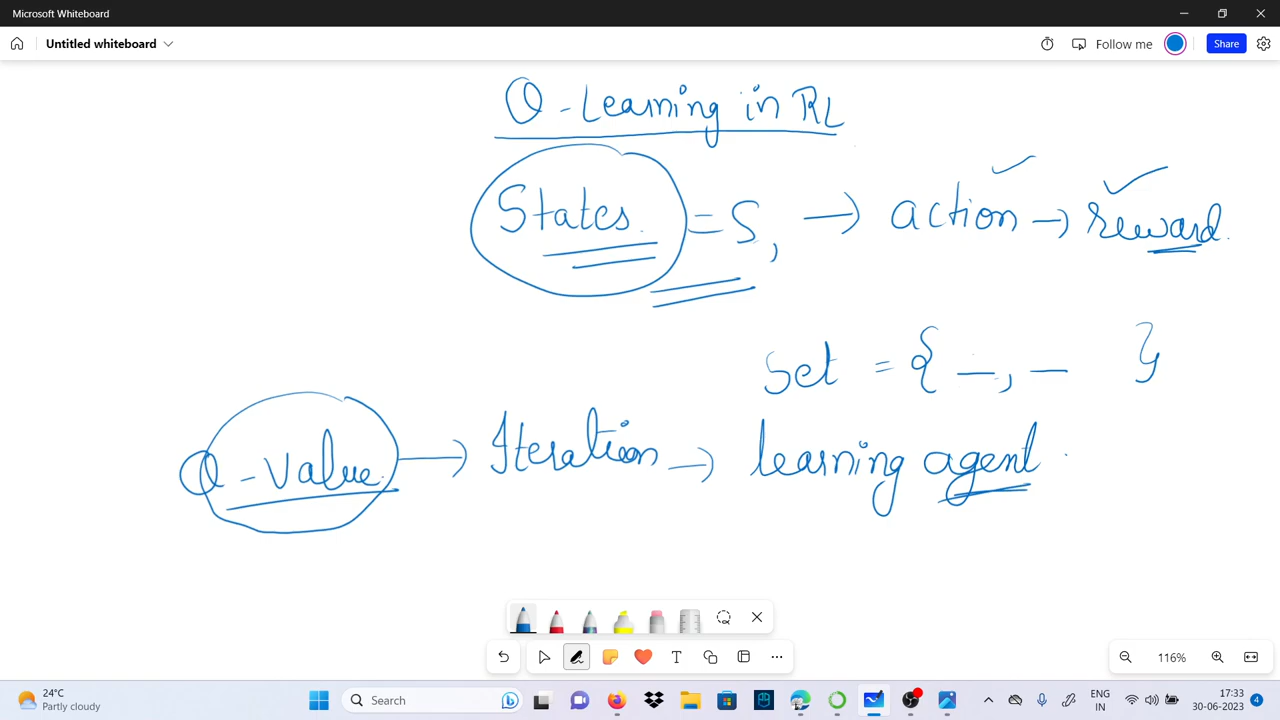 Microsoft Whiteboard
Untitled whiteboard
Follow me
Share
Q-Learning in RL
States = S, → action → reward.
Set = { _, _ }
Q-value → Iteration → learning agent.
116%
24°C
Partly cloudy
Search
ENG
IN
17:33
30-06-2023
4